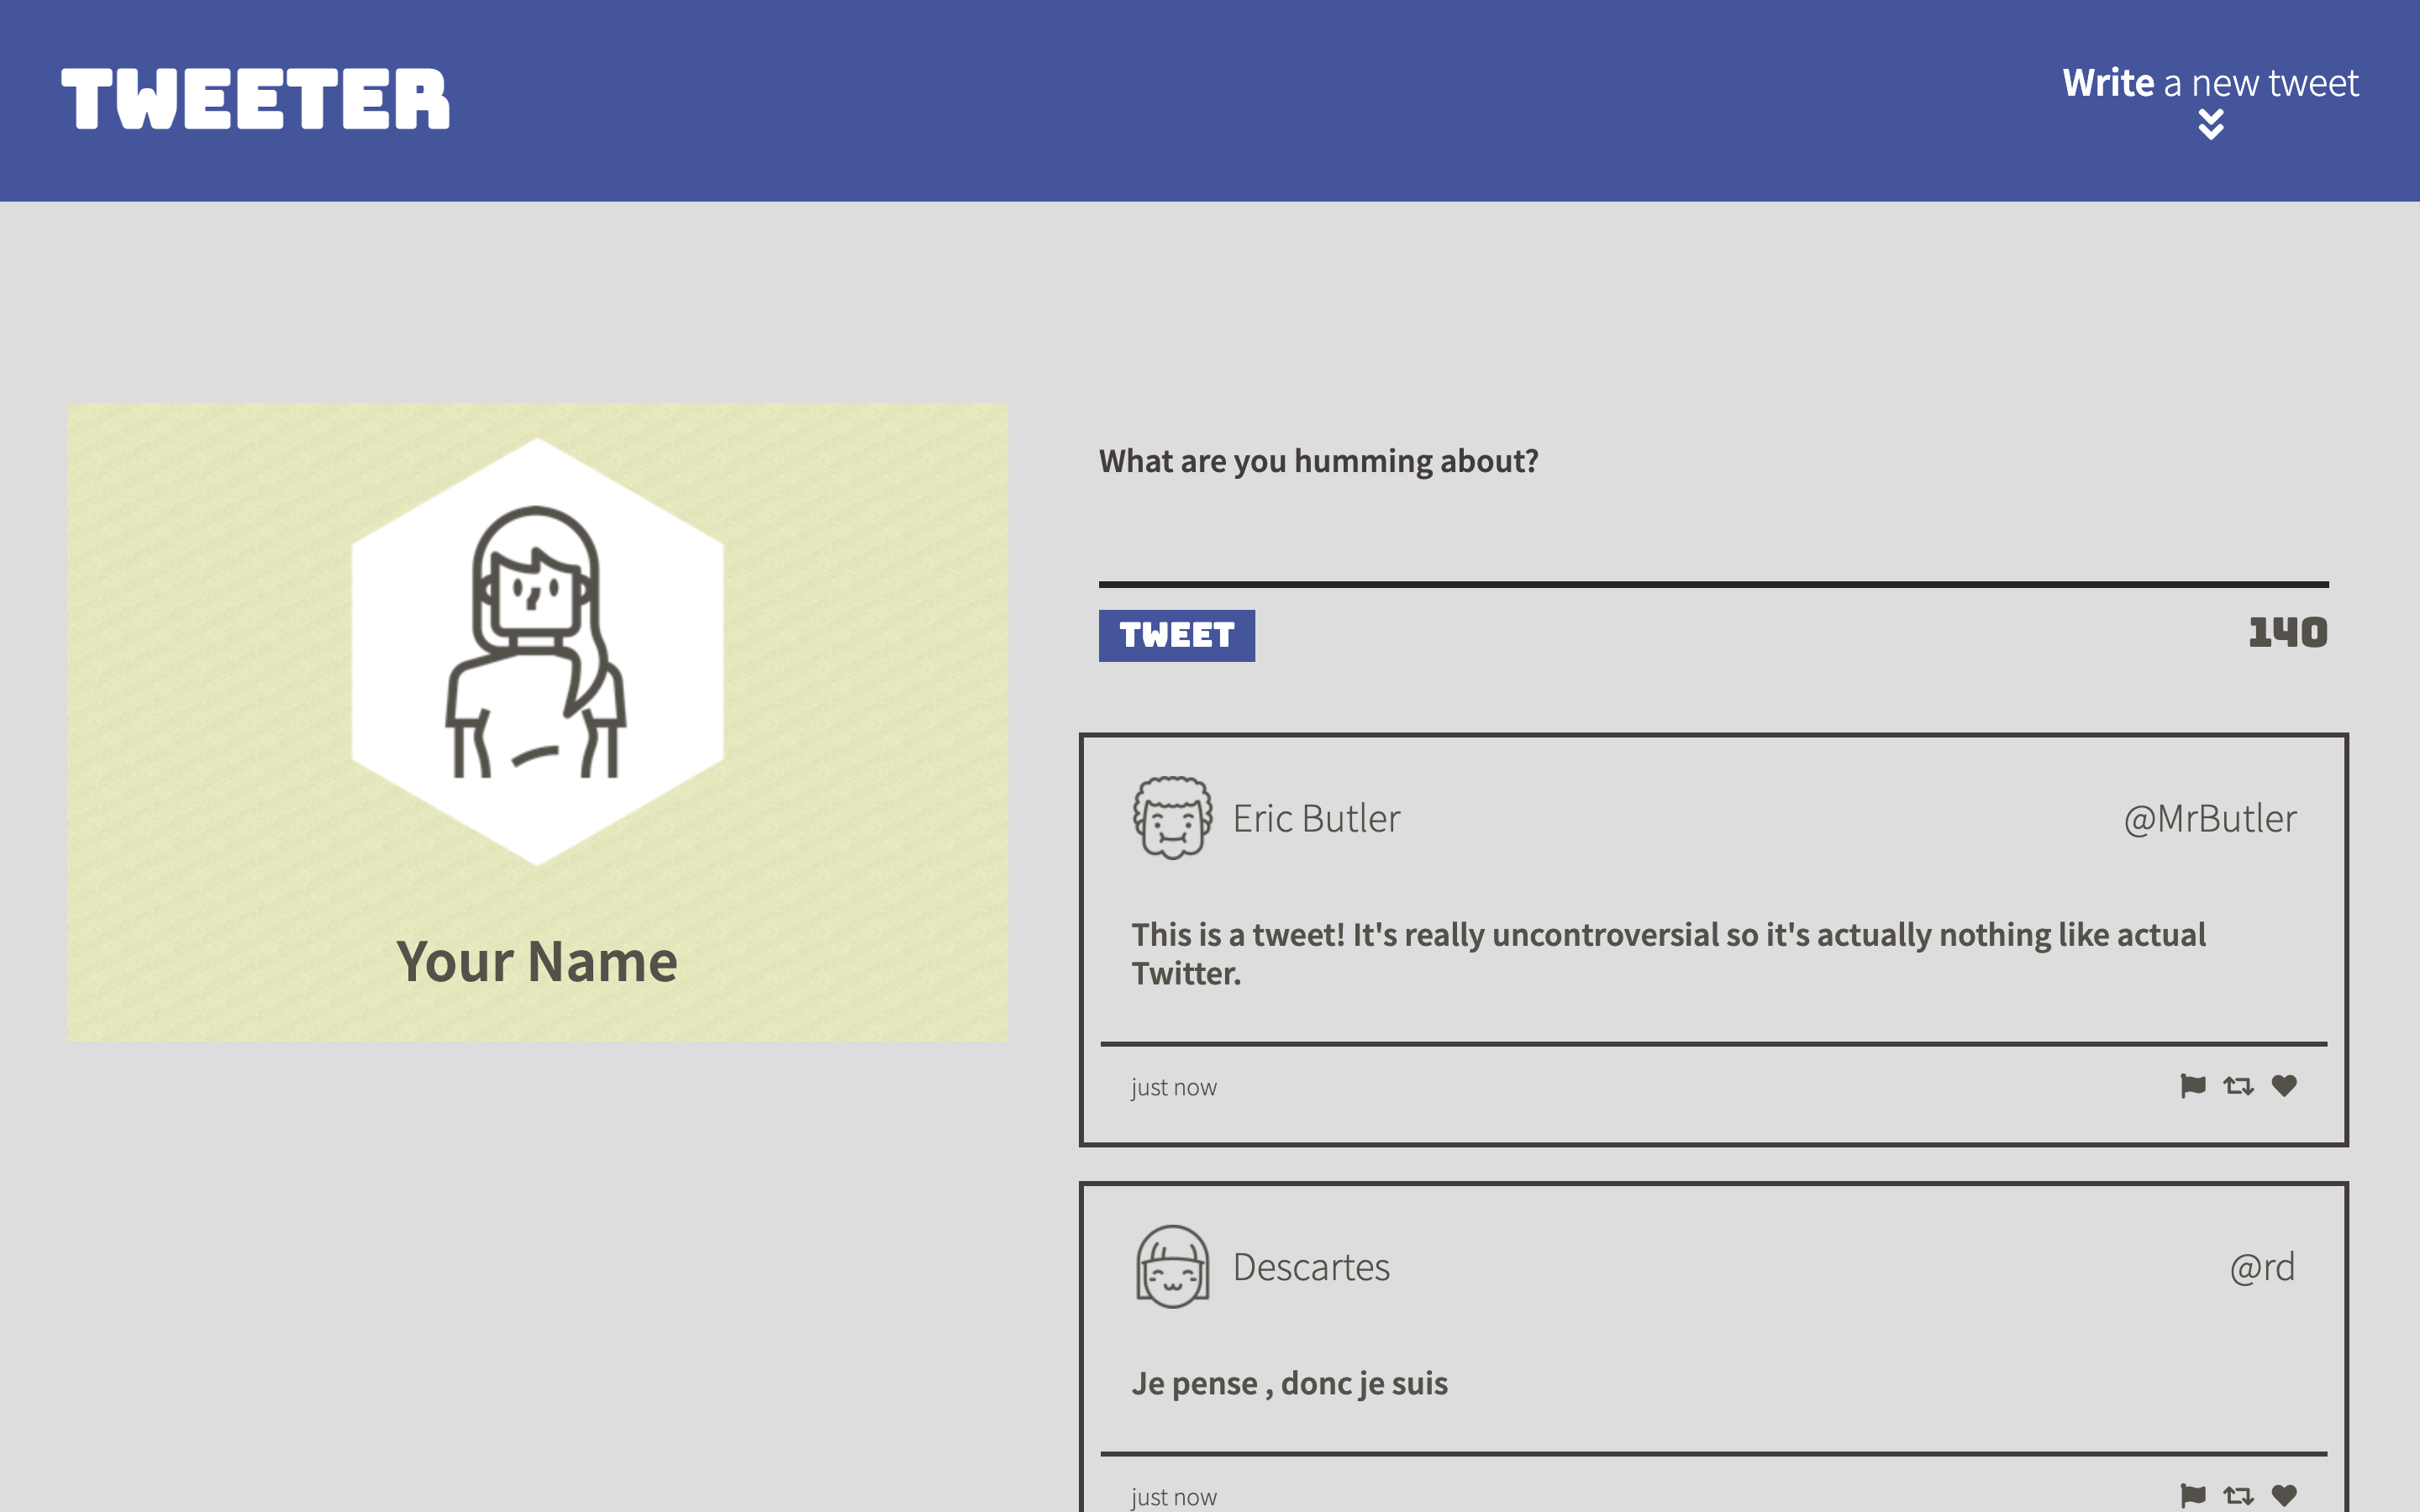 TWEETER
Write a new tweet
Your Name
What are you humming about?
TWEET
140
Eric Butler
@MrButler
This is a tweet! It's really uncontroversial so it's actually nothing like actual
Twitter.
just now
Descartes
@rd
Je pense , donc je suis
just now